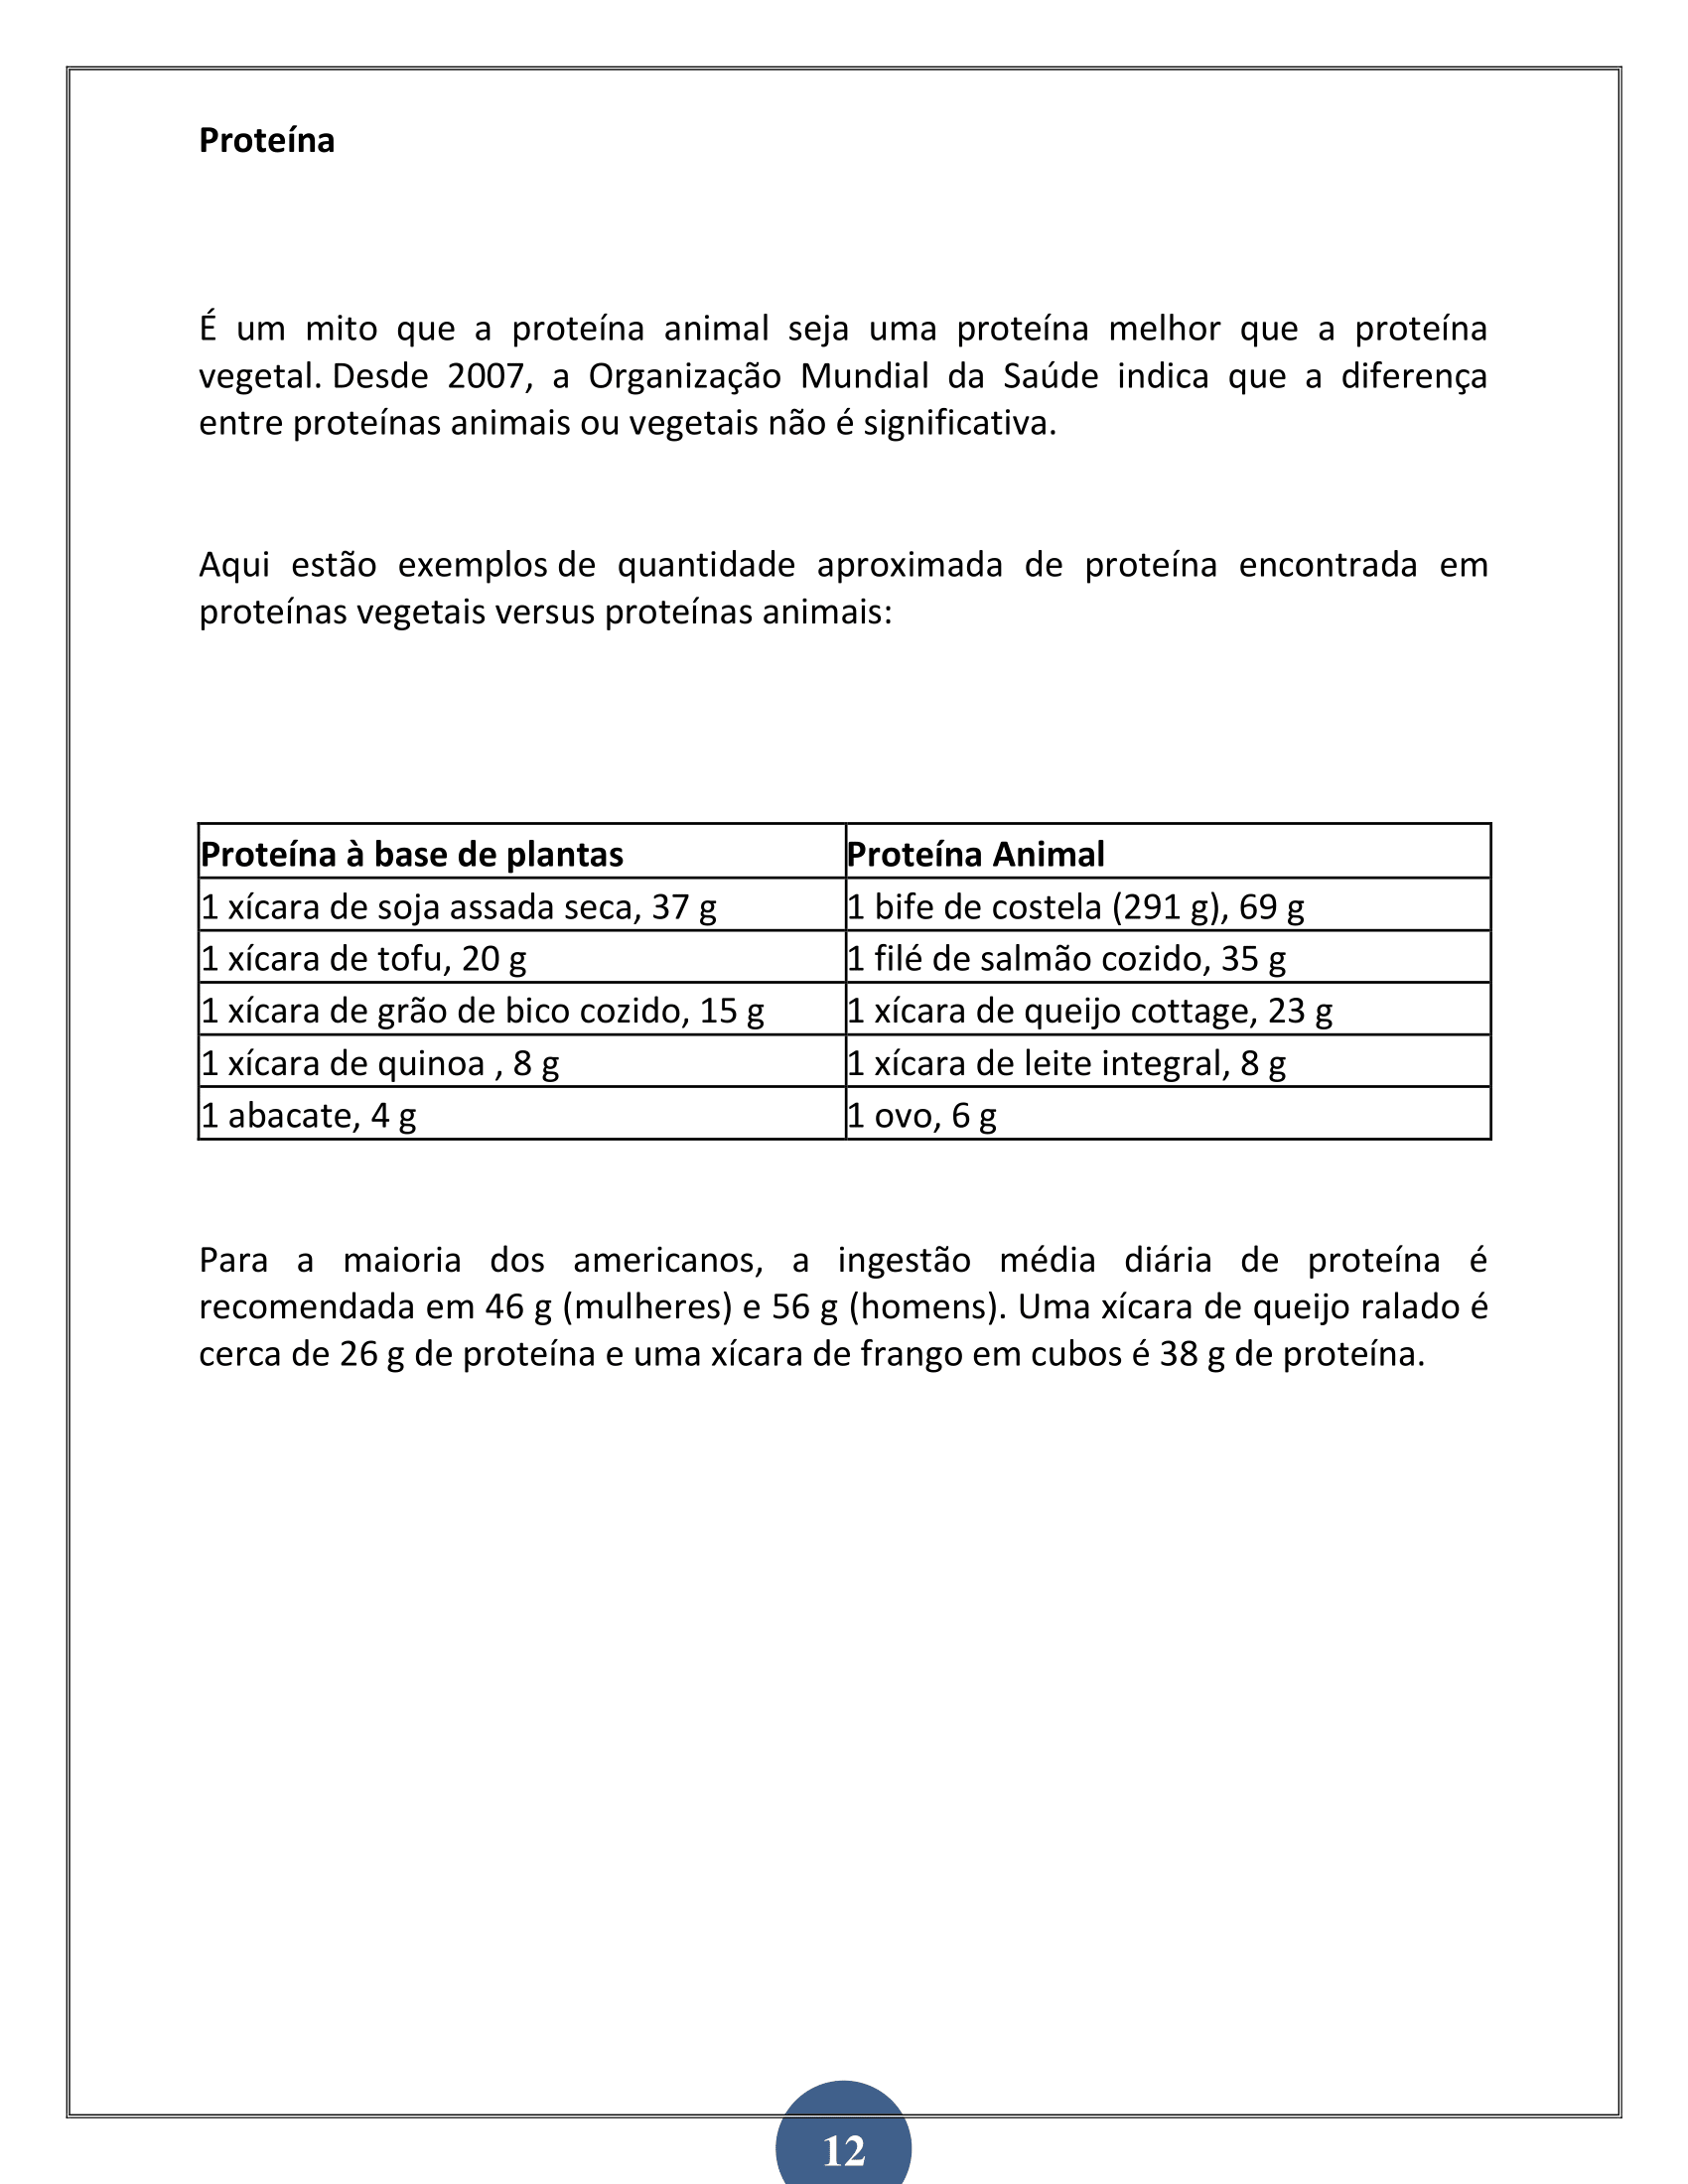 Proteína
É um mito que a proteína animal seja uma proteína melhor que a proteína
vegetal. Desde 2007, a Organização Mundial da Saúde indica que a diferença
entre proteínas animais ou vegetais não é significativa.
Aqui estão exemplos de quantidade aproximada de proteína encontrada em
proteínas vegetais versus proteínas animais:
Proteína à base de plantas Proteína Animal
1 xícara de soja assada seca, 37 g 1 bife de costela (291 g), 69 g
1 xícara de tofu, 20 g 1 filé de salmão cozido, 35 g
1 xícara de grão de bico cozido, 15 g 1 xícara de queijo cottage, 23 g
1 xícara de quinoa , 8 g 1 xícara de leite integral, 8 g
1 abacate, 4 g 1 ovo, 6 g
Para a maioria dos americanos, a ingestão média diária de proteína é
recomendada em 46 g (mulheres) e 56 g (homens). Uma xícara de queijo ralado é
cerca de 26 g de proteína e uma xícara de frango em cubos é 38 g de proteína.
12